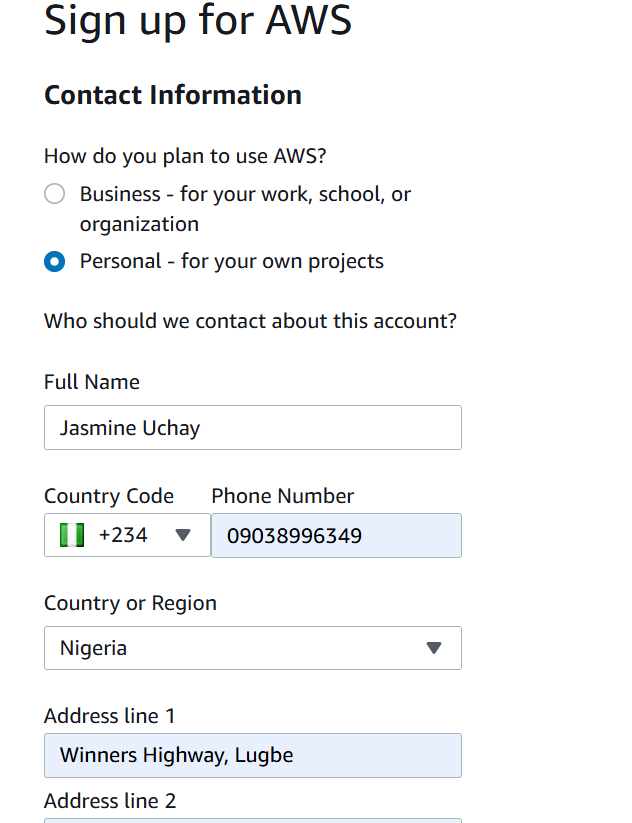 Sign up for AWS
Contact Information
How do you plan to use AWS?
Business - for your work, school, or
organization
Personal - for your own projects
Who should we contact about this account?
Full Name
Jasmine Uchay
Country Code Phone Number
+234 09038996349
Country or Region
Nigeria
Address line 1
Winners Highway, Lugbe
Address line 2